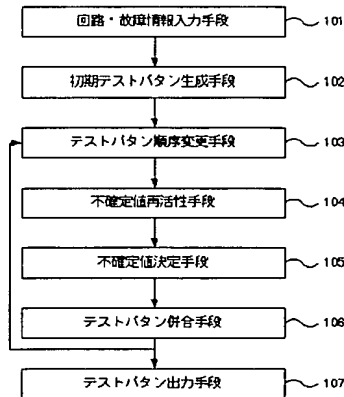 回路・故障情報入力手段 101
初期テストパタン生成手段 102
テストパタン順序変更手段 103
不確定値再活性手段 104
不確定値決定手段 105
テストパタン併合手段 106
テストパタン出力手段 107